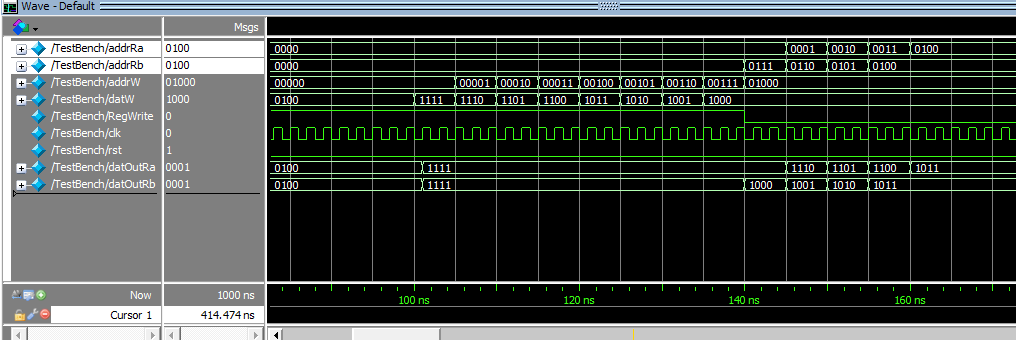 Wave - Default
Msgs
/TestBench/addrRa 0100 0000 0001 0010 0011 0100
/TestBench/addrRb 0100 0000 0111 0110 0101 0100
/TestBench/addrW 01000 00000 00001 00010 00011 00100 00101 00110 00111 01000
/TestBench/datW 1000 0100 1111 1110 1101 1100 1011 1010 1001 1000
/TestBench/RegWrite 0
/TestBench/clk 0
/TestBench/rst 1
/TestBench/datOutRa 0001 0100 1111 1110 1101 1100 1011
/TestBench/datOutRb 0001 0100 1111 1000 1001 1010 1011
Now 1000 ns 100 ns 120 ns 140 ns 160 ns
Cursor 1 414.474 ns